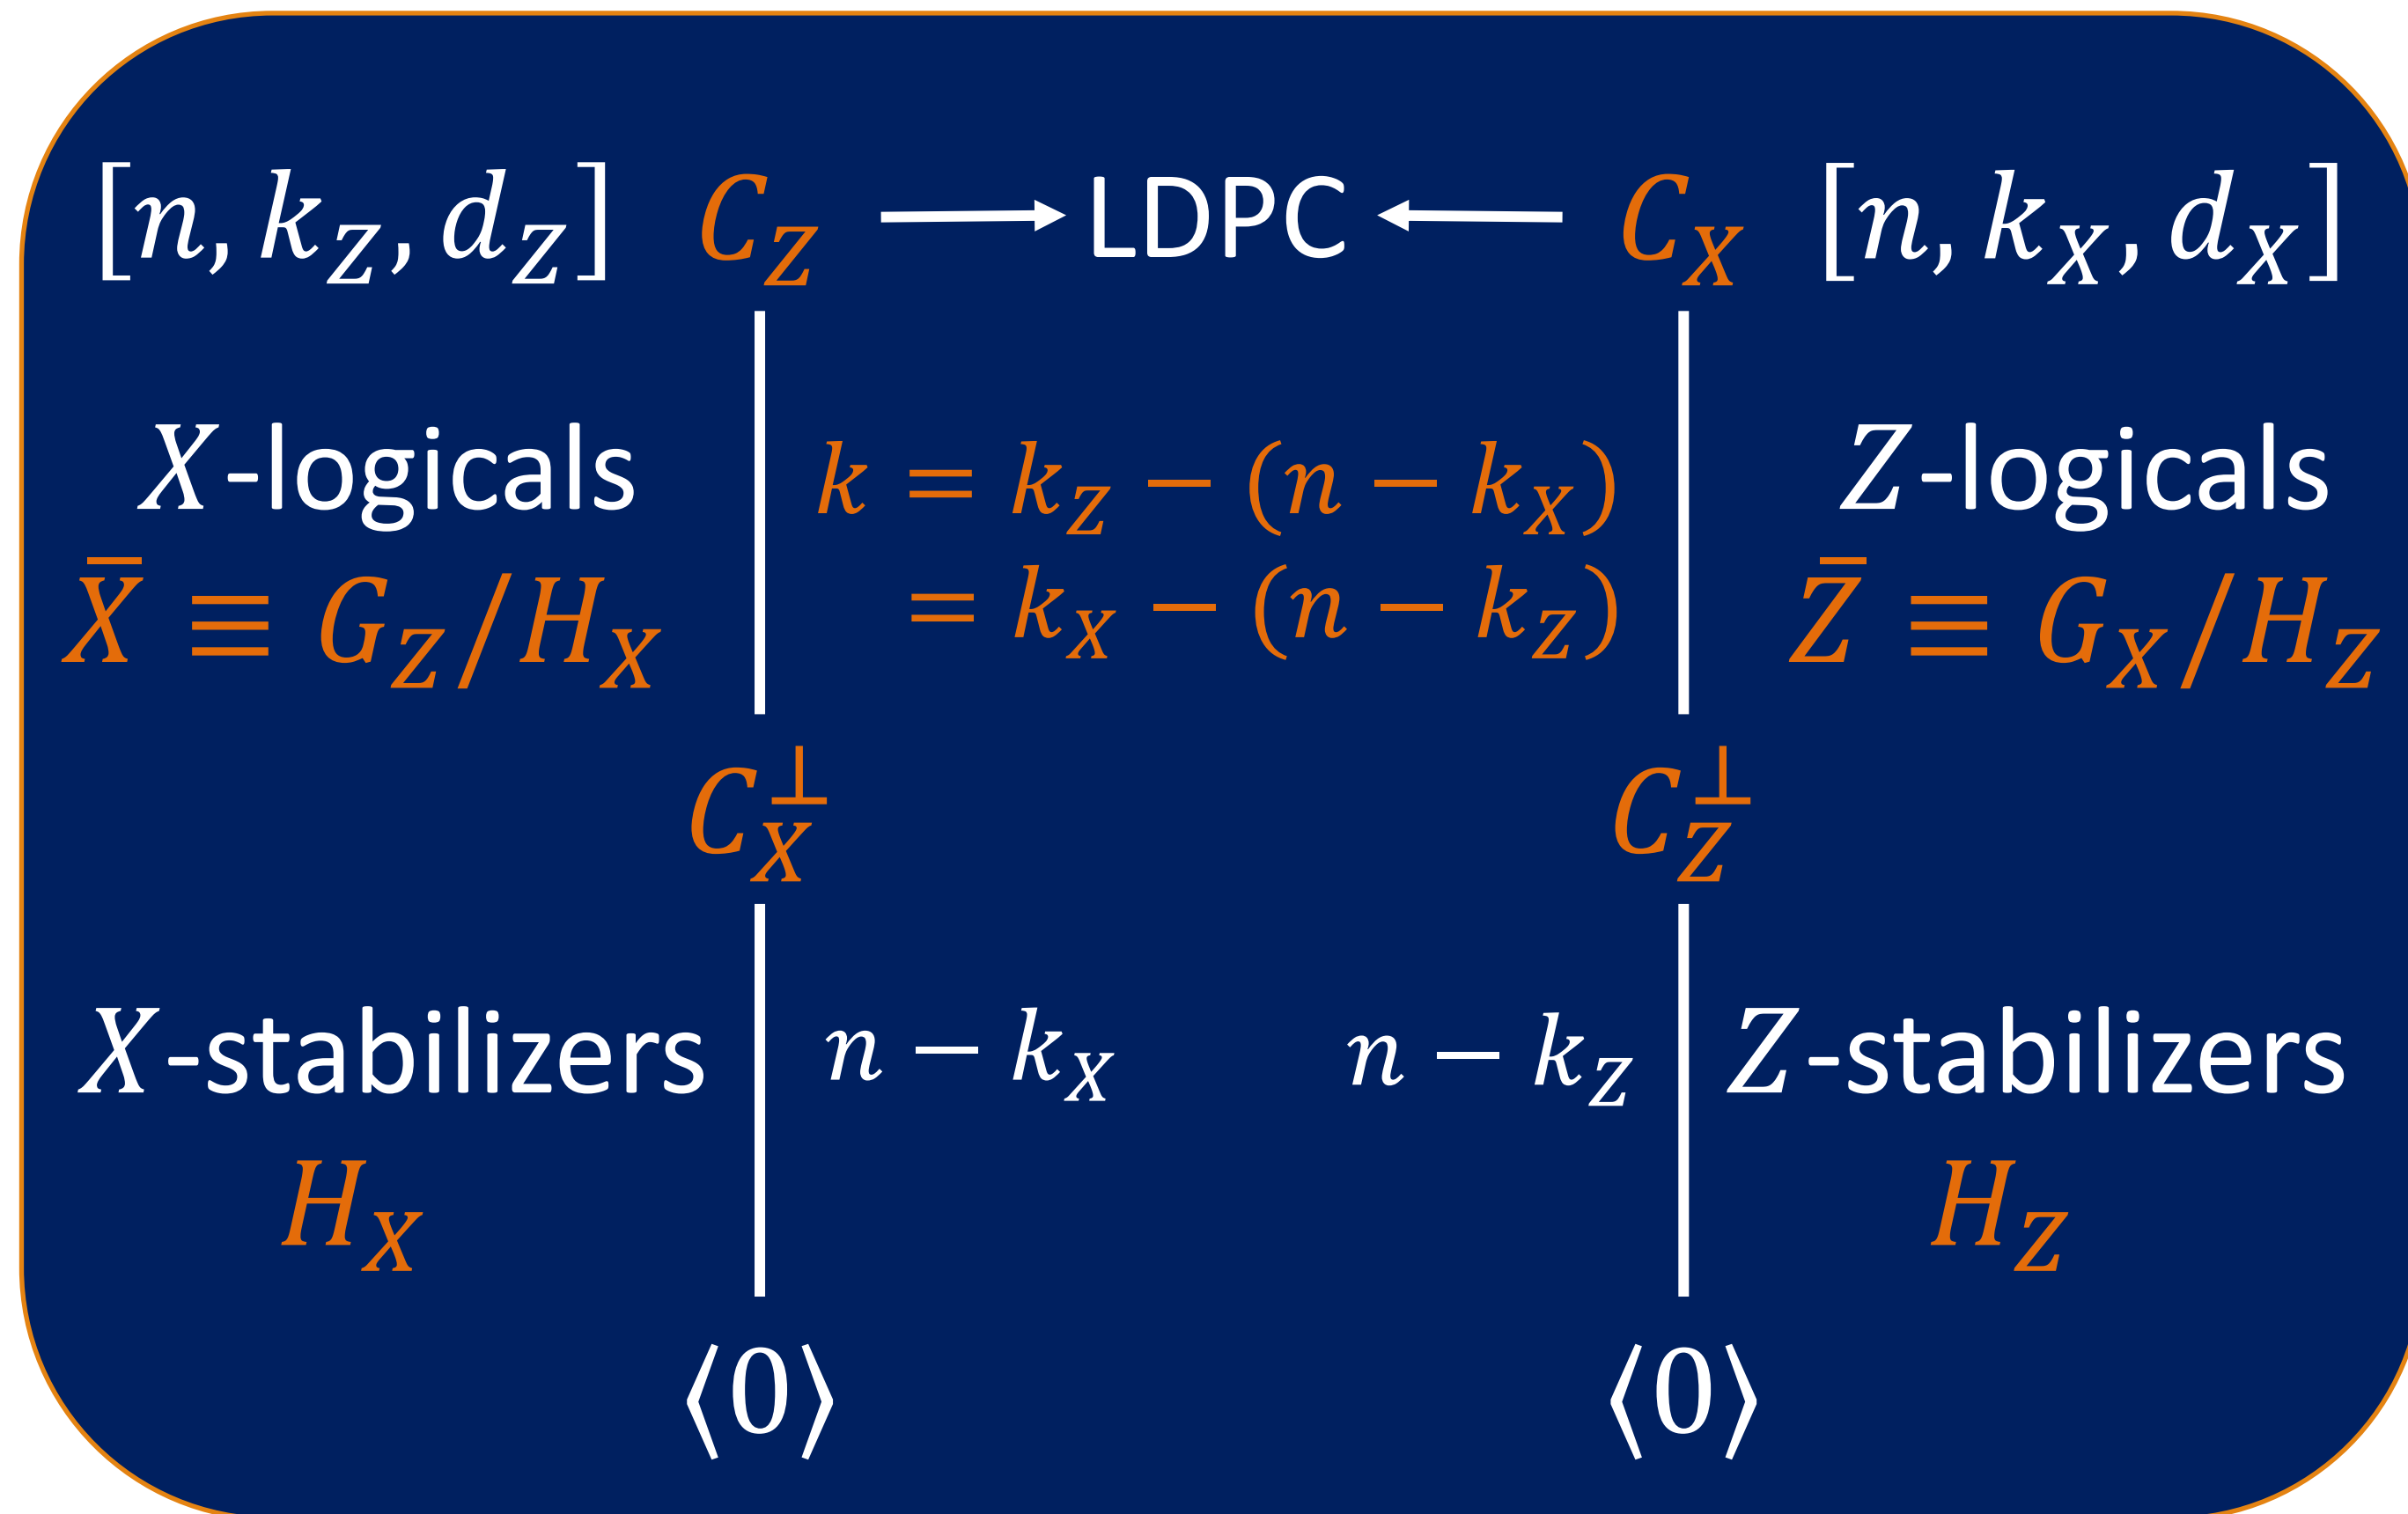 [n, k_Z, d_Z] C_Z → LDPC ← C_X [n, k_X, d_X]
X-logicals
k = k_Z − (n − k_X)
Z-logicals
X̄ ≡ G_Z/H_X
= k_X − (n − k_Z)
Z̄ ≡ G_X/H_Z
C_X^⊥
C_Z^⊥
X-stabilizers
n − k_X
n − k_Z
Z-stabilizers
H_X
H_Z
⟨0⟩
⟨0⟩